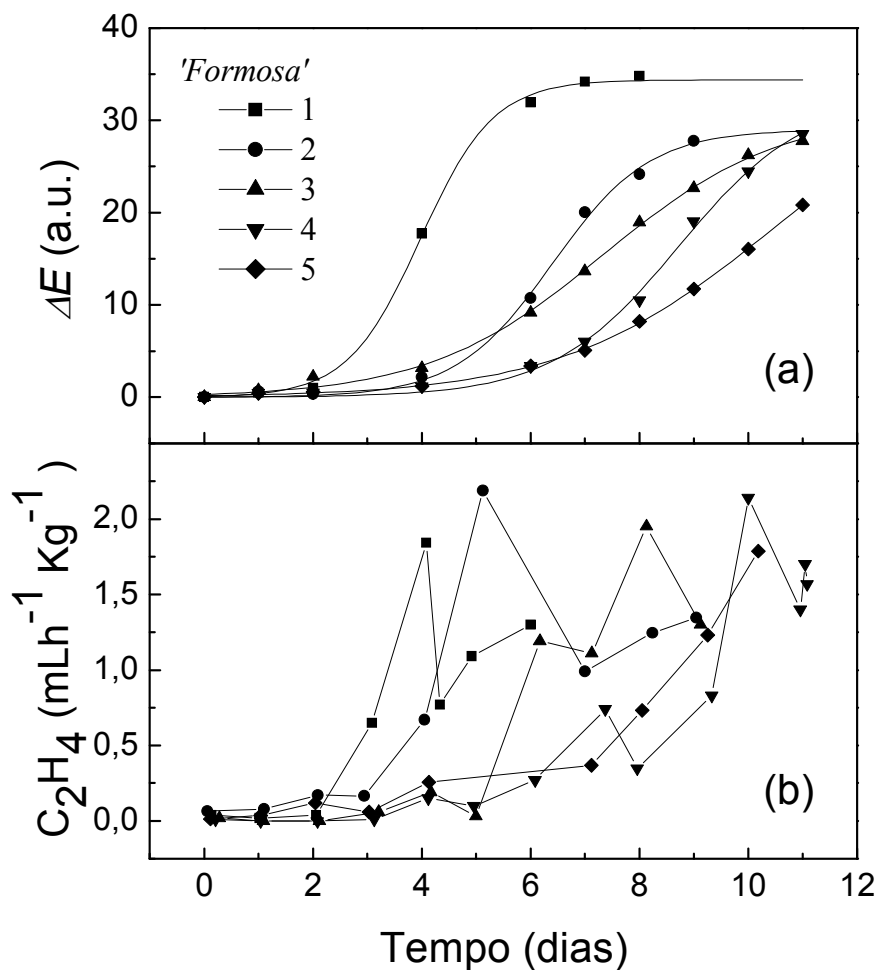 40
30
20
10
0
ΔE (a.u.)
'Formosa'
1
2
3
4
5
(a)
2,0
1,5
1,0
0,5
0,0
C₂H₄ (mLh⁻¹ Kg⁻¹)
(b)
0 2 4 6 8 10 12
Tempo (dias)